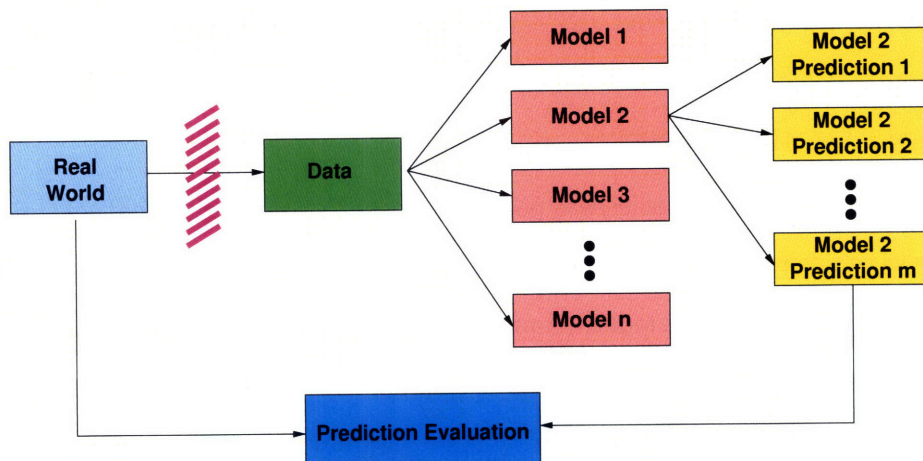 Real
World
Data
Model 1
Model 2
Model 3
Model n
Model 2
Prediction 1
Model 2
Prediction 2
Model 2
Prediction m
Prediction Evaluation